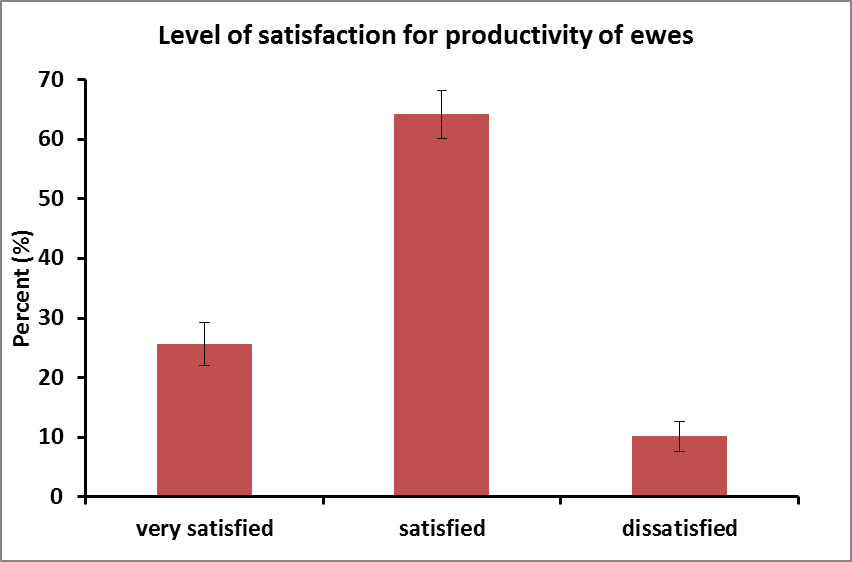 Level of satisfaction for productivity of ewes
Percent (%)
70
60
50
40
30
20
10
0
very satisfied
satisfied
dissatisfied